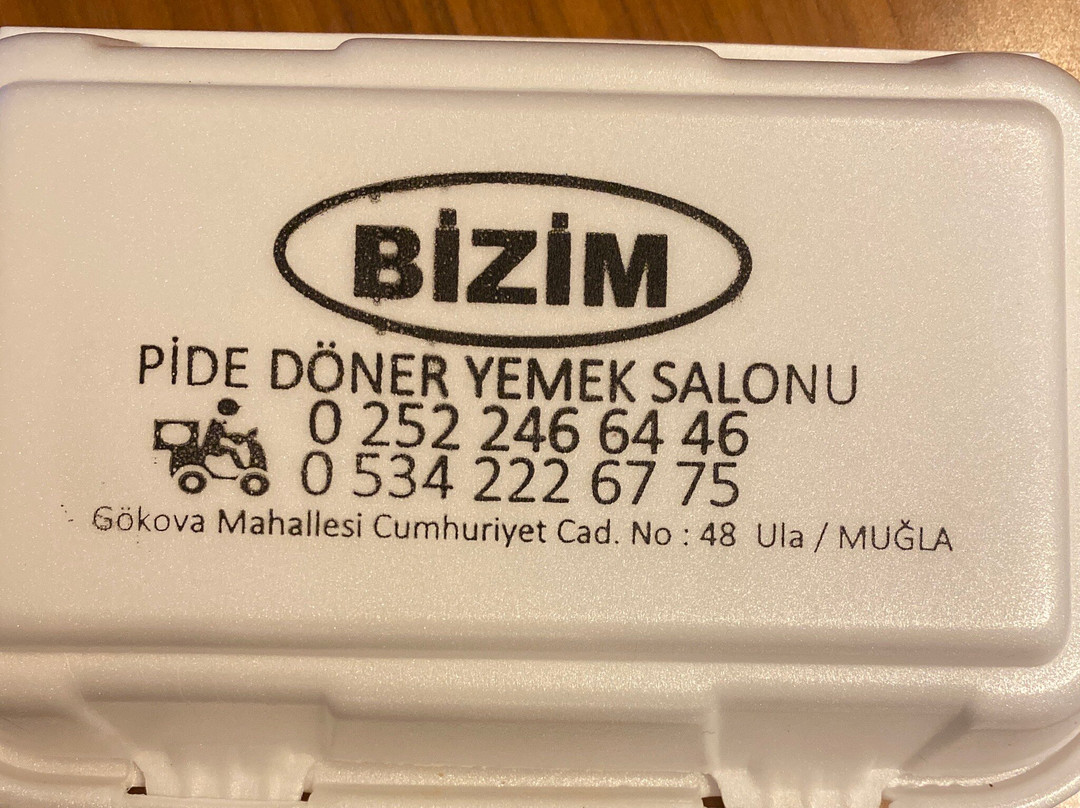 BİZİM
PİDE DÖNER YEMEK SALONU
0 252 246 64 46
0 534 222 67 75
Gökova Mahallesi Cumhuriyet Cad. No : 48 Ula / MUĞLA